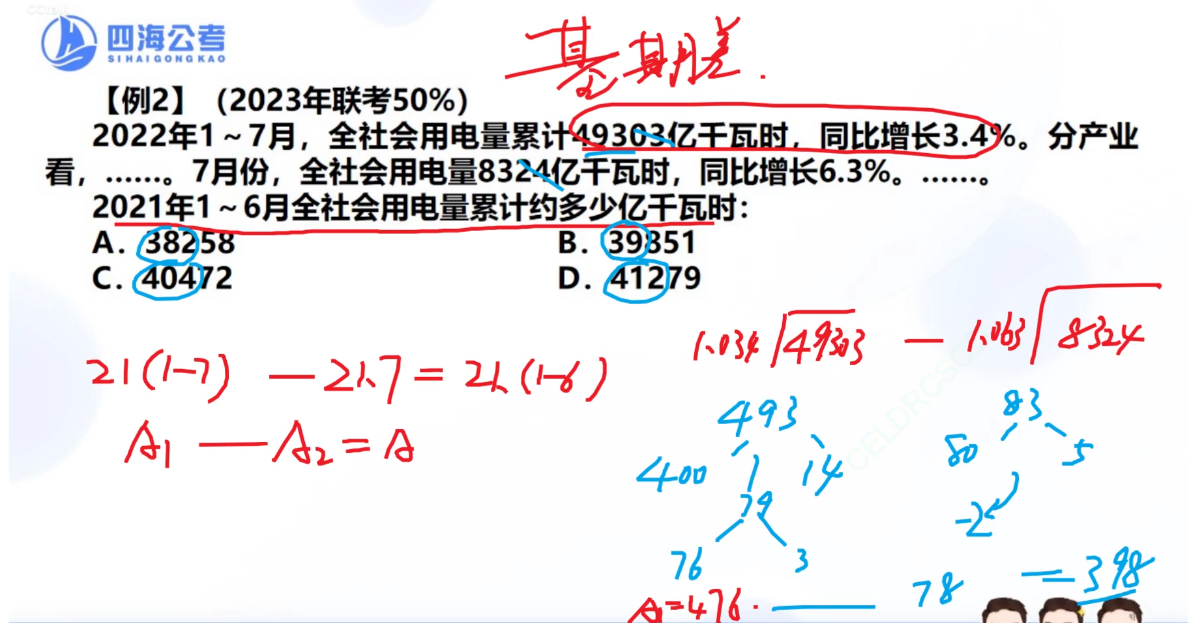 四海公考
SIHAIGONGKAO
基期差.
【例2】（2023年联考50%）
2022年1～7月，全社会用电量累计49303亿千瓦时，同比增长3.4%。分产业
看，……。7月份，全社会用电量8324亿千瓦时，同比增长6.3%。……。
2021年1～6月全社会用电量累计约多少亿千瓦时：
A．38258 B．39851
C．40472 D．41279
1.034 49303 — 1.063 8324
21(1-7) — 21.7 = 21.(1-6)
A1 — A2 = A
493 83
400 14 80 5
79 -2
76 3
A=476. — 78 = 398